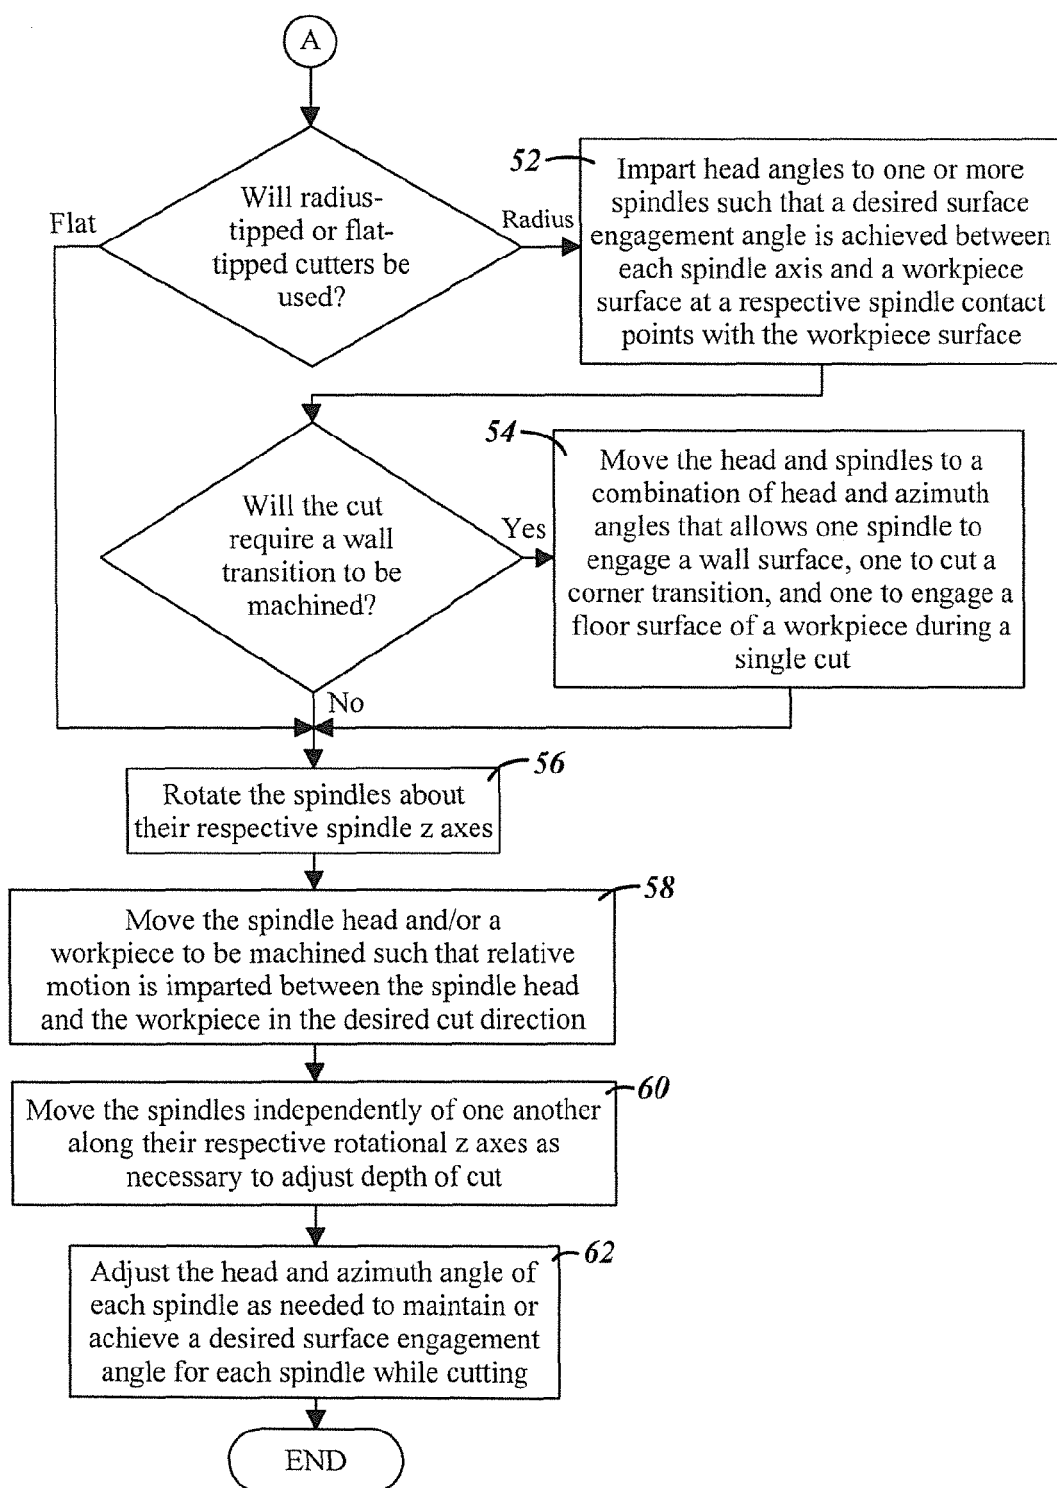 A
Will radius-
tipped or flat-
tipped cutters be
used?
Flat
Radius
52
Impart head angles to one or more
spindles such that a desired surface
engagement angle is achieved between
each spindle axis and a workpiece
surface at a respective spindle contact
points with the workpiece surface
Will the cut
require a wall
transition to be
machined?
Yes
No
54
Move the head and spindles to a
combination of head and azimuth
angles that allows one spindle to
engage a wall surface, one to cut a
corner transition, and one to engage a
floor surface of a workpiece during a
single cut
56
Rotate the spindles about
their respective spindle z axes
58
Move the spindle head and/or a
workpiece to be machined such that relative
motion is imparted between the spindle head
and the workpiece in the desired cut direction
60
Move the spindles independently of one another
along their respective rotational z axes as
necessary to adjust depth of cut
62
Adjust the head and azimuth angle of
each spindle as needed to maintain or
achieve a desired surface engagement
angle for each spindle while cutting
END